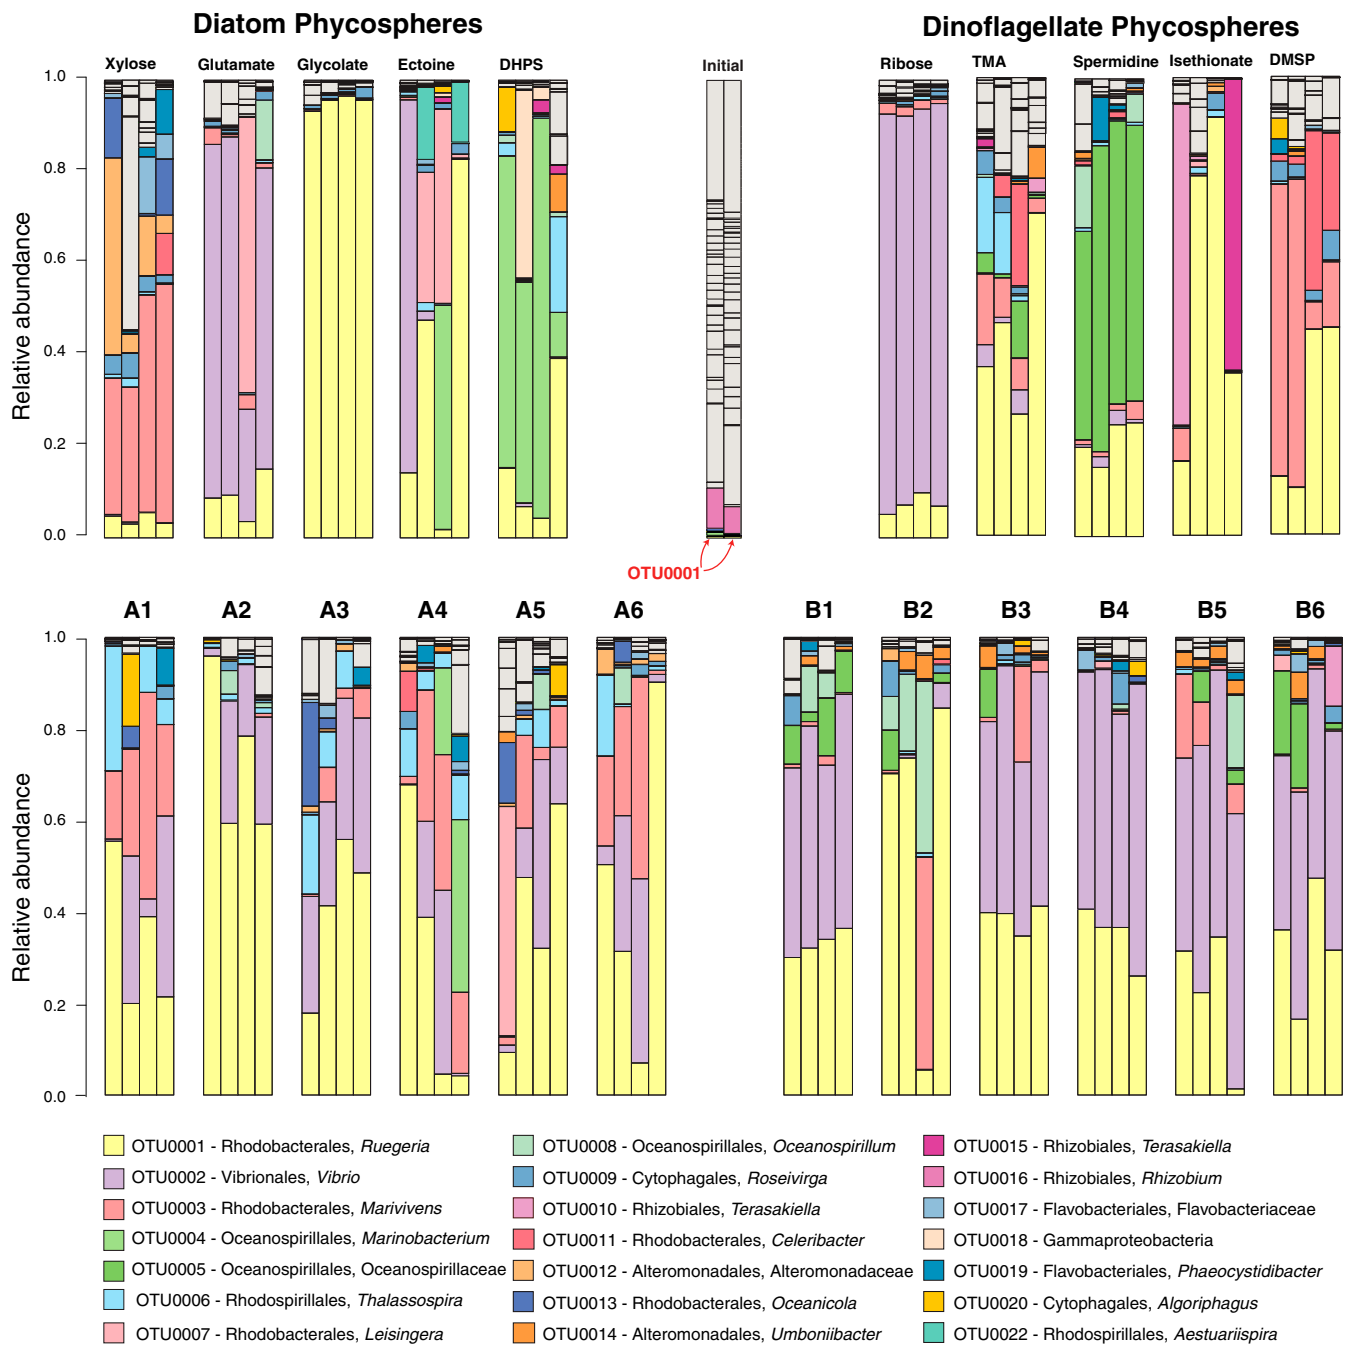 Diatom Phycospheres
Dinoflagellate Phycospheres
Xylose Glutamate Glycolate Ectoine DHPS Initial Ribose TMA Spermidine Isethionate DMSP
Relative abundance
1.0
0.8
0.6
0.4
0.2
0.0
OTU0001
A1 A2 A3 A4 A5 A6 B1 B2 B3 B4 B5 B6
Relative abundance
1.0
0.8
0.6
0.4
0.2
0.0
OTU0001 - Rhodobacterales, Ruegeria
OTU0002 - Vibrionales, Vibrio
OTU0003 - Rhodobacterales, Marivivens
OTU0004 - Oceanospirillales, Marinobacterium
OTU0005 - Oceanospirillales, Oceanospirillaceae
OTU0006 - Rhodospirillales, Thalassospira
OTU0007 - Rhodobacterales, Leisingera
OTU0008 - Oceanospirillales, Oceanospirillum
OTU0009 - Cytophagales, Roseivirga
OTU0010 - Rhizobiales, Terasakiella
OTU0011 - Rhodobacterales, Celeribacter
OTU0012 - Alteromonadales, Alteromonadaceae
OTU0013 - Rhodobacterales, Oceanicola
OTU0014 - Alteromonadales, Umboniibacter
OTU0015 - Rhizobiales, Terasakiella
OTU0016 - Rhizobiales, Rhizobium
OTU0017 - Flavobacteriales, Flavobacteriaceae
OTU0018 - Gammaproteobacteria
OTU0019 - Flavobacteriales, Phaeocystidibacter
OTU0020 - Cytophagales, Algoriphagus
OTU0022 - Rhodospirillales, Aestuariispira